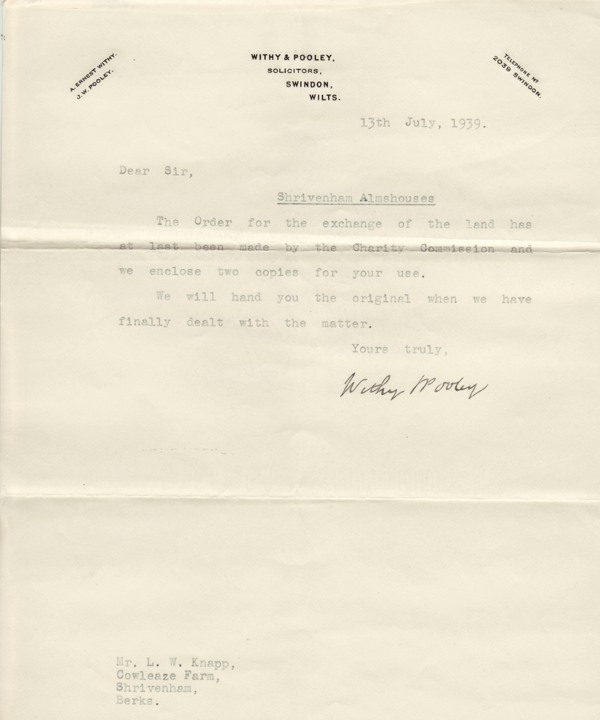 A. ERNEST WITHY.
J. W. POOLEY.
WITHY & POOLEY,
SOLICITORS,
SWINDON,
WILTS.
TELEPHONE Nº
2039 SWINDON.
13th July, 1939.
Dear Sir,
Shrivenham Almshouses
The Order for the exchange of the land has
at last been made by the Charity Commission and
we enclose two copies for your use.
We will hand you the original when we have
finally dealt with the matter.
Yours truly,
Withy & Pooley
Mr. L. W. Knapp,
Cowleaze Farm,
Shrivenham,
Berks.